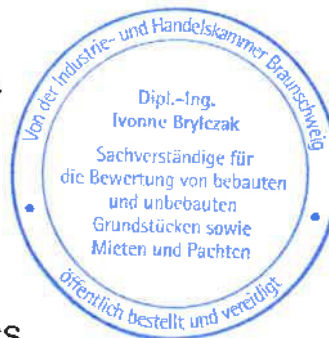 Von der Industrie- und Handelskammer Braunschweig
Dipl.-Ing.
Ivonne Brylczak
Sachverständige für
die Bewertung von bebauten
und unbebauten
Grundstücken sowie
Mieten und Pachten
öffentlich bestellt und vereidigt